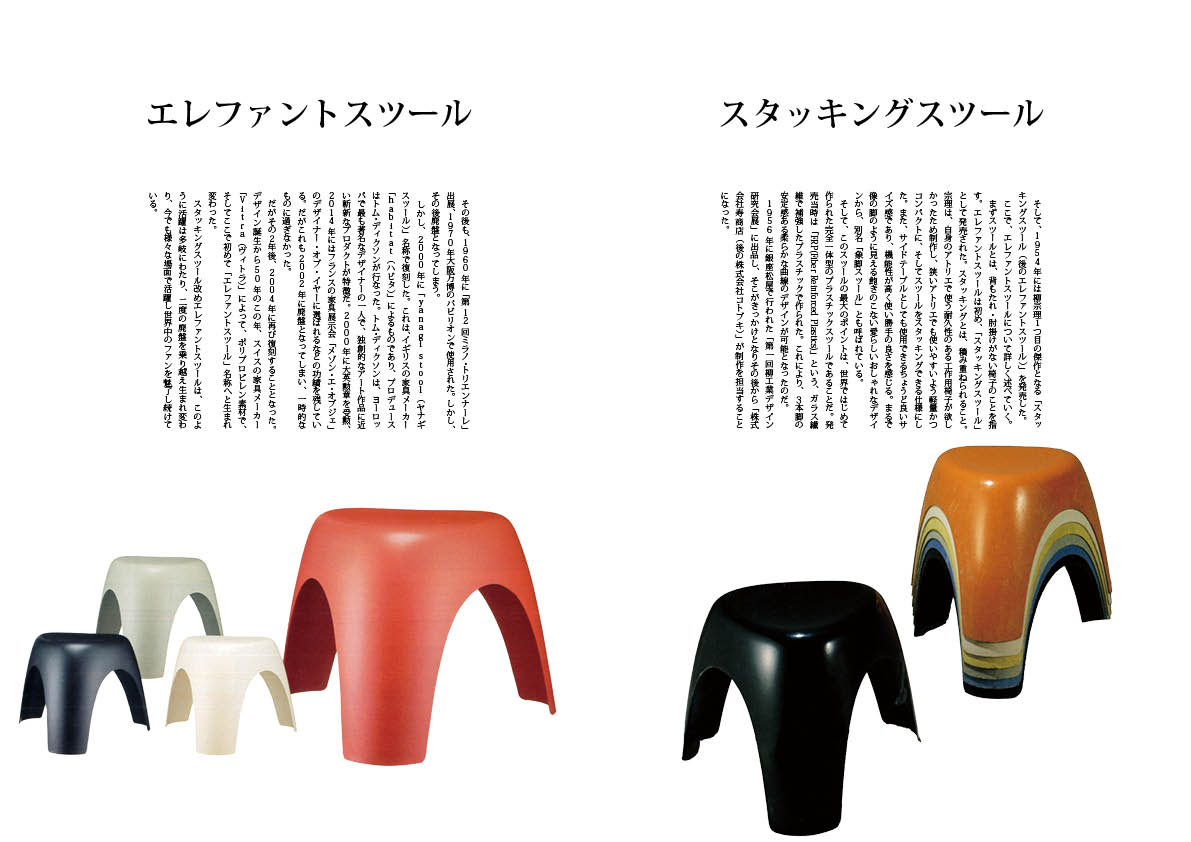 スタッキングスツール
そして、1954年には柳宗理1つ目の傑作となる「スタッ
キングスツール（後のエレファントスツール）」を発売した。
ここで、エレファントスツールについて詳しく述べていく。
まずスツールとは、背もたれ・肘掛けがない椅子のことを指
す。エレファントスツールは初め、「スタッキングスツール」
として発売された。スタッキングとは、積み重ねられること。
宗理は、自身のアトリエで使う耐久性のある工作用椅子が欲し
かったため制作し、狭いアトリエでも使いやすいよう軽量かつ
コンパクトに、そしてスツールをスタッキングできる仕様にし
た。また、サイドテーブルとしても使用できるちょうど良いサ
イズ感であり、機能性が高く使い勝手の良さを感じる。まるで
像の脚のように見える飽きのこない愛らしいおしゃれなデザイ
ンから、別名「象脚スツール」とも呼ばれている。
そして、このスツールの最大のポイントは、世界ではじめて
作られた完全一体型のプラスチックスツールであることだ。発
売当時は「FRP(Fiber Reinforced Plastics)」という、ガラス繊
維で補強したプラスチックで作られた。これにより、3本脚の
安定感ある柔らかな曲線のデザインが可能となったのだ。
1956年に銀座松屋で行われた「第一回柳工業デザイン
研究会展」に出品し、そこがきっかけとなりその後から「株式
会社寿商店（後の株式会社コトブキ）」が制作を担当すること
になった。
エレファントスツール
その後も、1960年に「第12回ミラノ・トリエンナーレ」
出展、1970年大阪万博のパビリオンで使用された。しかし、
その後廃盤となってしまう。
しかし、2000年に「yanagi stool（ヤナギ
スツール）」名称で復刻した。これは、イギリスの家具メーカー
「habitat（ハビタ）」によるものであり、プロデュース
はトム・ディクソンが行なった。トム・ディクソンは、ヨーロッ
パで最も著名なデザイナーの一人で、独創的なアート作品に近
い斬新なプロダクトが特徴だ。2000年に大英勲章を受勲、
2014年にはフランスの家具展示会「メゾン・エ・オブジェ」
のデザイナー・オブ・イヤーに選ばれるなどの功績を残してい
る。だがこれも2002年に廃盤となってしまい、一時的な
ものに過ぎなかった。
だがその2年後、2004年に再び復刻することとなった。
デザイン誕生から50年のこの年、スイスの家具メーカー
「Vitra（ヴィトラ）」によって、ポリプロピレン素材で、
そしてここで初めて「エレファントスツール」名称へと生まれ
変わった。
スタッキングスツール改めエレファントスツールは、このよ
うに活躍は多岐にわたり、二度の廃盤を乗り越え生まれ変わ
り、今でも様々な場面で活躍し世界中のファンを魅了し続けて
いる。